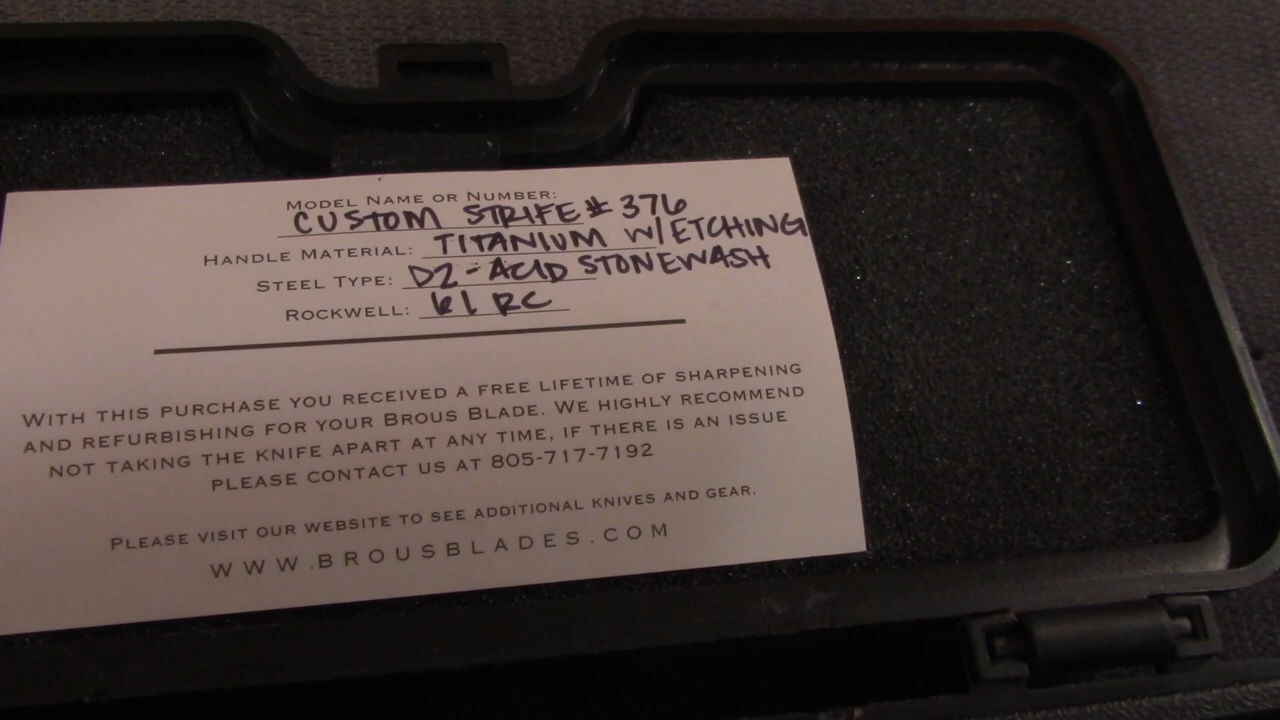 MODEL NAME OR NUMBER:
CUSTOM STRIFE # 376
HANDLE MATERIAL: TITANIUM W/ETCHING
STEEL TYPE: D2 - ACID STONEWASH
ROCKWELL: 61 RC
WITH THIS PURCHASE YOU RECEIVED A FREE LIFETIME OF SHARPENING
AND REFURBISHING FOR YOUR BROUS BLADE. WE HIGHLY RECOMMEND
NOT TAKING THE KNIFE APART AT ANY TIME, IF THERE IS AN ISSUE
PLEASE CONTACT US AT 805-717-7192
PLEASE VISIT OUR WEBSITE TO SEE ADDITIONAL KNIVES AND GEAR.
WWW.BROUSBLADES.COM